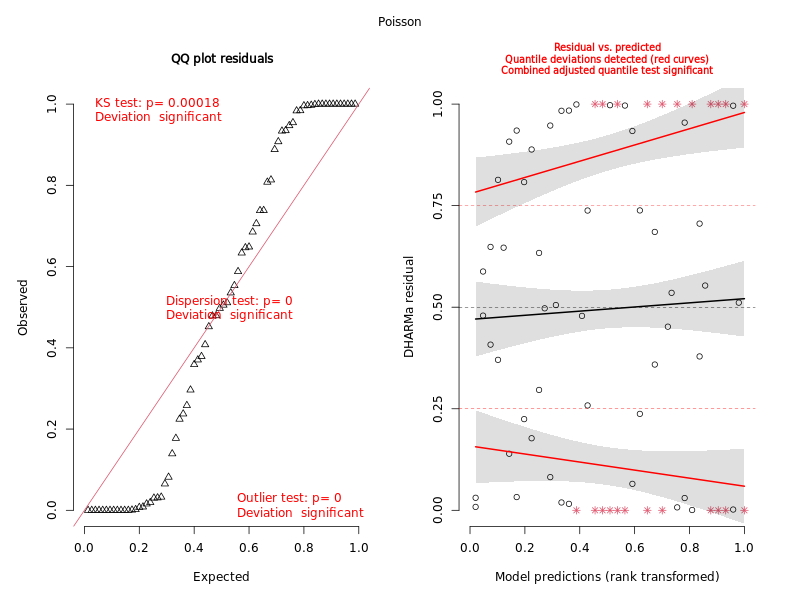 Poisson
QQ plot residuals
KS test: p= 0.00018
Deviation  significant
Dispersion test: p= 0
Deviation  significant
Outlier test: p= 0
Deviation  significant
Observed
0.0 0.2 0.4 0.6 0.8 1.0
0.0 0.2 0.4 0.6 0.8 1.0
Expected
Residual vs. predicted
Quantile deviations detected (red curves)
Combined adjusted quantile test significant
DHARMa residual
0.00 0.25 0.50 0.75 1.00
0.0 0.2 0.4 0.6 0.8 1.0
Model predictions (rank transformed)